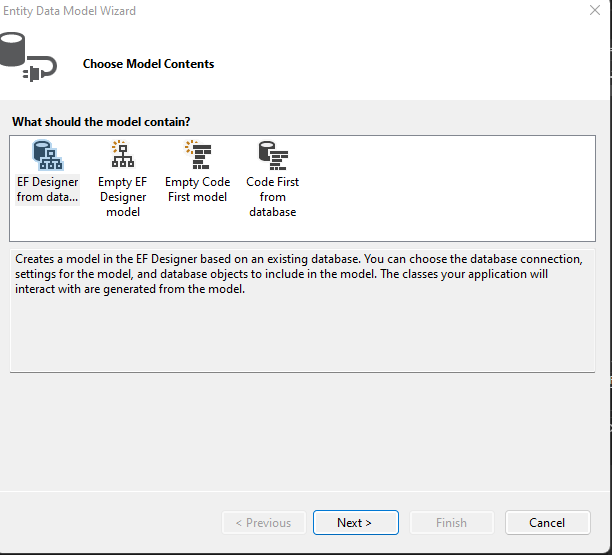 Entity Data Model Wizard
Choose Model Contents
What should the model contain?
EF Designer
from data...
Empty EF
Designer
model
Empty Code
First model
Code First
from
database
Creates a model in the EF Designer based on an existing database. You can choose the database connection,
settings for the model, and database objects to include in the model. The classes your application will
interact with are generated from the model.
< Previous
Next >
Finish
Cancel